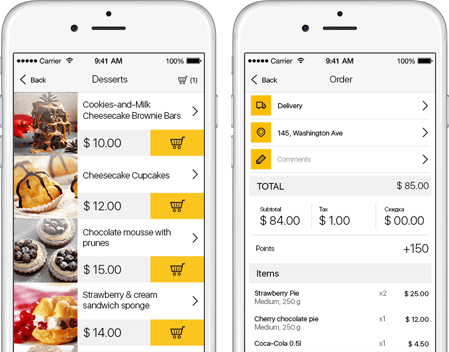 Carrier 9:41 AM 100%
Back Desserts (1)
Cookies-and-Milk
Cheesecake Brownie Bars
$ 10.00
Cheesecake Cupcakes
$ 12.00
Chocolate mousse with
prunes
$ 15.00
Strawberry & cream
sandwich sponge
$ 14.00
Carrier 9:41 AM 100%
Back Order
Delivery
145, Washington Ave
Comments
TOTAL $ 85.00
Subtotal Tax Скидка
$ 84.00 $ 1.00 $ 00.00
Points +150
Items
Strawberry Pie x2 $ 25.00
Medium, 250 g
Cherry chocolate pie x1 $ 12.00
Medium, 250 g
Coca-Cola 0.5l x1 $ 4.50